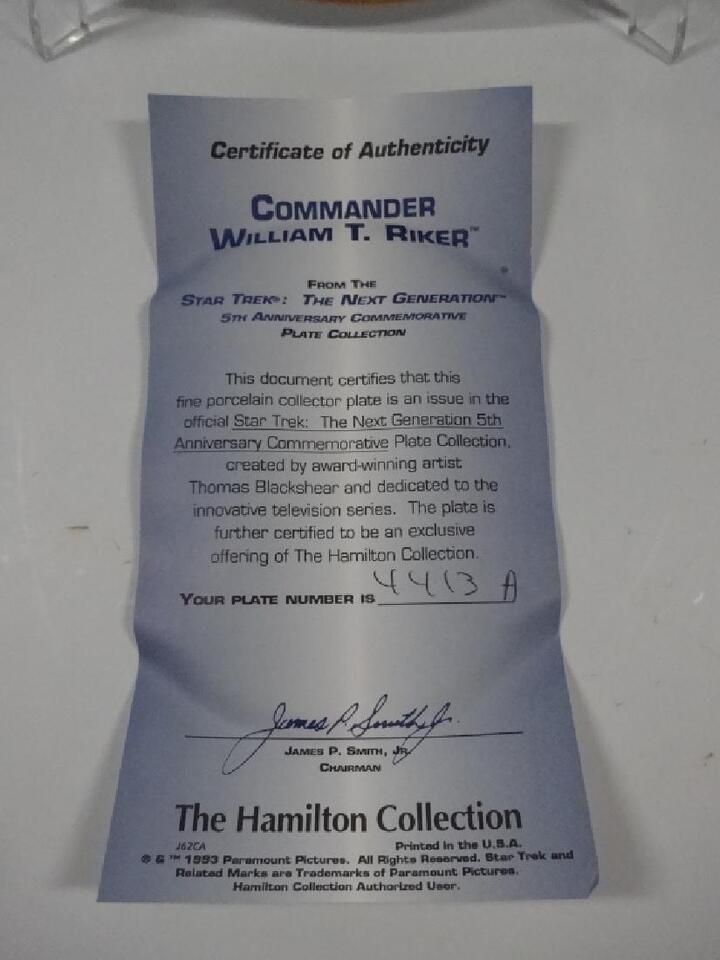 Certificate of Authenticity
COMMANDER
WILLIAM T. RIKER™
FROM THE
STAR TREK®: THE NEXT GENERATION™
5TH ANNIVERSARY COMMEMORATIVE
PLATE COLLECTION
This document certifies that this
fine porcelain collector plate is an issue in the
official Star Trek: The Next Generation 5th
Anniversary Commemorative Plate Collection,
created by award-winning artist
Thomas Blackshear and dedicated to the
innovative television series. The plate is
further certified to be an exclusive
offering of The Hamilton Collection.
YOUR PLATE NUMBER IS 4413 A
James P. Smith Jr.
JAMES P. SMITH, JR.
CHAIRMAN
The Hamilton Collection
J62CA Printed in the U.S.A.
® & ™ 1993 Paramount Pictures. All Rights Reserved. Star Trek and
Related Marks are Trademarks of Paramount Pictures.
Hamilton Collection Authorized User.